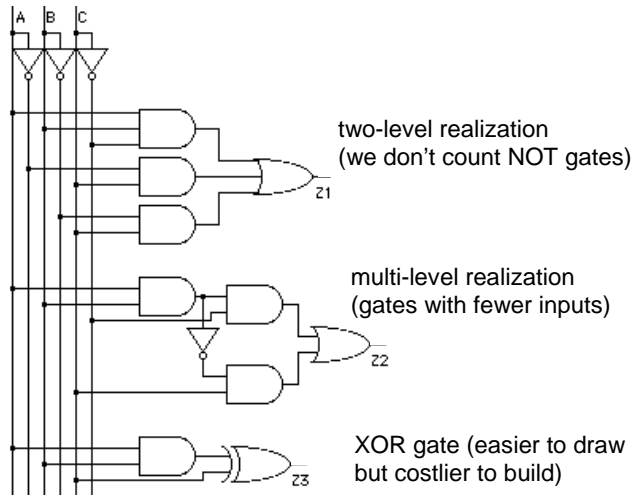 A B C
two-level realization
(we don't count NOT gates)
Z1
multi-level realization
(gates with fewer inputs)
Z2
XOR gate (easier to draw
but costlier to build)
Z3